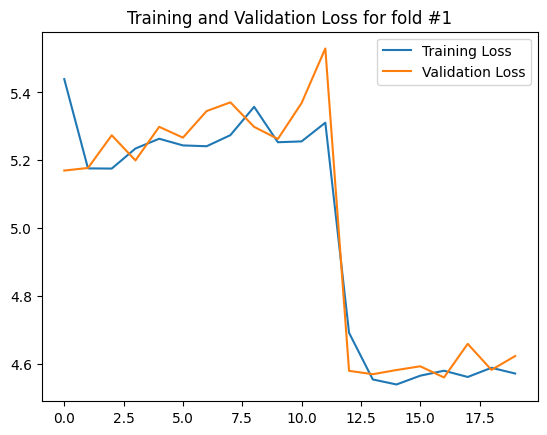 Training and Validation Loss for fold #1
Training Loss
Validation Loss
5.4
5.2
5.0
4.8
4.6
0.0 2.5 5.0 7.5 10.0 12.5 15.0 17.5